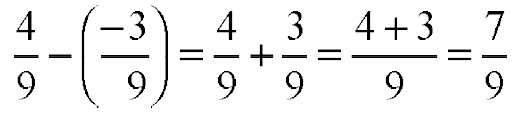 4/9 − (−3/9) = 4/9 + 3/9 = (4 + 3)/9 = 7/9